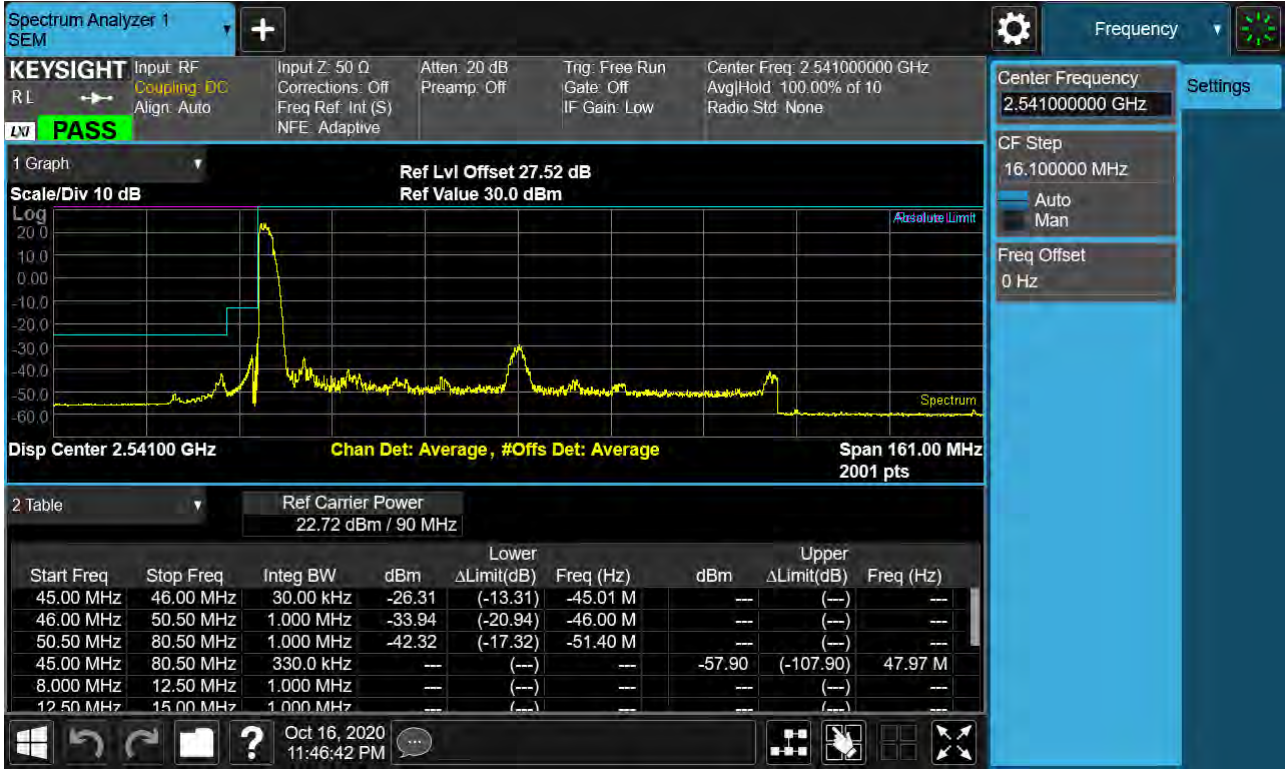 Spectrum Analyzer 1
SEM
Frequency
KEYSIGHT Input: RF Input Z: 50 Ω Atten: 20 dB Trig: Free Run Center Freq: 2.541000000 GHz
R L Coupling: DC Corrections: Off Preamp: Off Gate: Off Avg|Hold: 100.00% of 10
Align: Auto Freq Ref: Int (S) IF Gain: Low Radio Std: None
LXI PASS NFE: Adaptive
Center Frequency
2.541000000 GHz
Settings
CF Step
16.100000 MHz
Auto
Man
Freq Offset
0 Hz
1 Graph
Ref Lvl Offset 27.52 dB
Scale/Div 10 dB Ref Value 30.0 dBm
Log
Absolute Limit
20.0
10.0
0.00
-10.0
-20.0
-30.0
-40.0
-50.0
Spectrum
-60.0
Disp Center 2.54100 GHz Chan Det: Average, #Offs Det: Average Span 161.00 MHz
2001 pts
2 Table
Ref Carrier Power
22.72 dBm / 90 MHz
Lower Upper
Start Freq Stop Freq Integ BW dBm ΔLimit(dB) Freq (Hz) dBm ΔLimit(dB) Freq (Hz)
45.00 MHz 46.00 MHz 30.00 kHz -26.31 (-13.31) -45.01 M --- (---) ---
46.00 MHz 50.50 MHz 1.000 MHz -33.94 (-20.94) -46.00 M --- (---) ---
50.50 MHz 80.50 MHz 1.000 MHz -42.32 (-17.32) -51.40 M --- (---) ---
45.00 MHz 80.50 MHz 330.0 kHz --- (---) --- -57.90 (-107.90) 47.97 M
8.000 MHz 12.50 MHz 1.000 MHz --- (---) --- --- (---) ---
12.50 MHz 15.00 MHz 1.000 MHz --- (---) --- --- (---) ---
Oct 16, 2020
11:46:42 PM